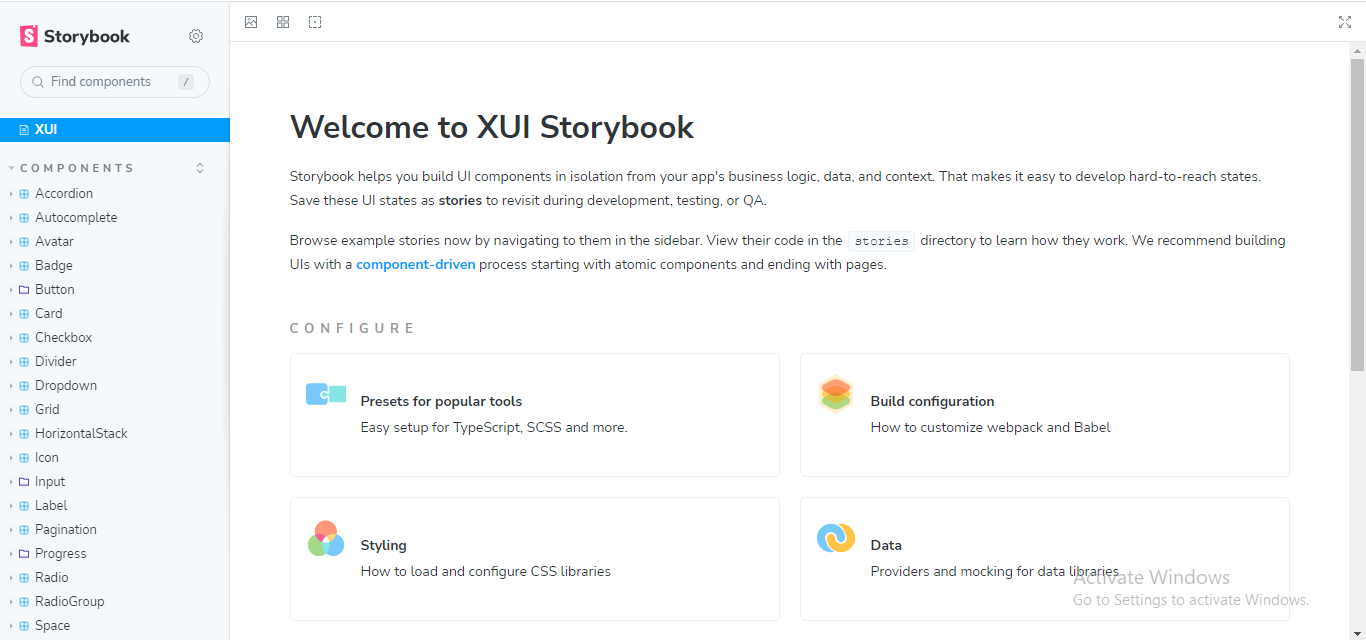 Storybook
Find components
/
XUI
COMPONENTS
Accordion
Autocomplete
Avatar
Badge
Button
Card
Checkbox
Divider
Dropdown
Grid
HorizontalStack
Icon
Input
Label
Pagination
Progress
Radio
RadioGroup
Space
Welcome to XUI Storybook
Storybook helps you build UI components in isolation from your app's business logic, data, and context. That makes it easy to develop hard-to-reach states.
Save these UI states as stories to revisit during development, testing, or QA.
Browse example stories now by navigating to them in the sidebar. View their code in the stories directory to learn how they work. We recommend building
UIs with a component-driven process starting with atomic components and ending with pages.
CONFIGURE
Presets for popular tools
Easy setup for TypeScript, SCSS and more.
Build configuration
How to customize webpack and Babel
Styling
How to load and configure CSS libraries
Data
Providers and mocking for data libraries
Activate Windows
Go to Settings to activate Windows.